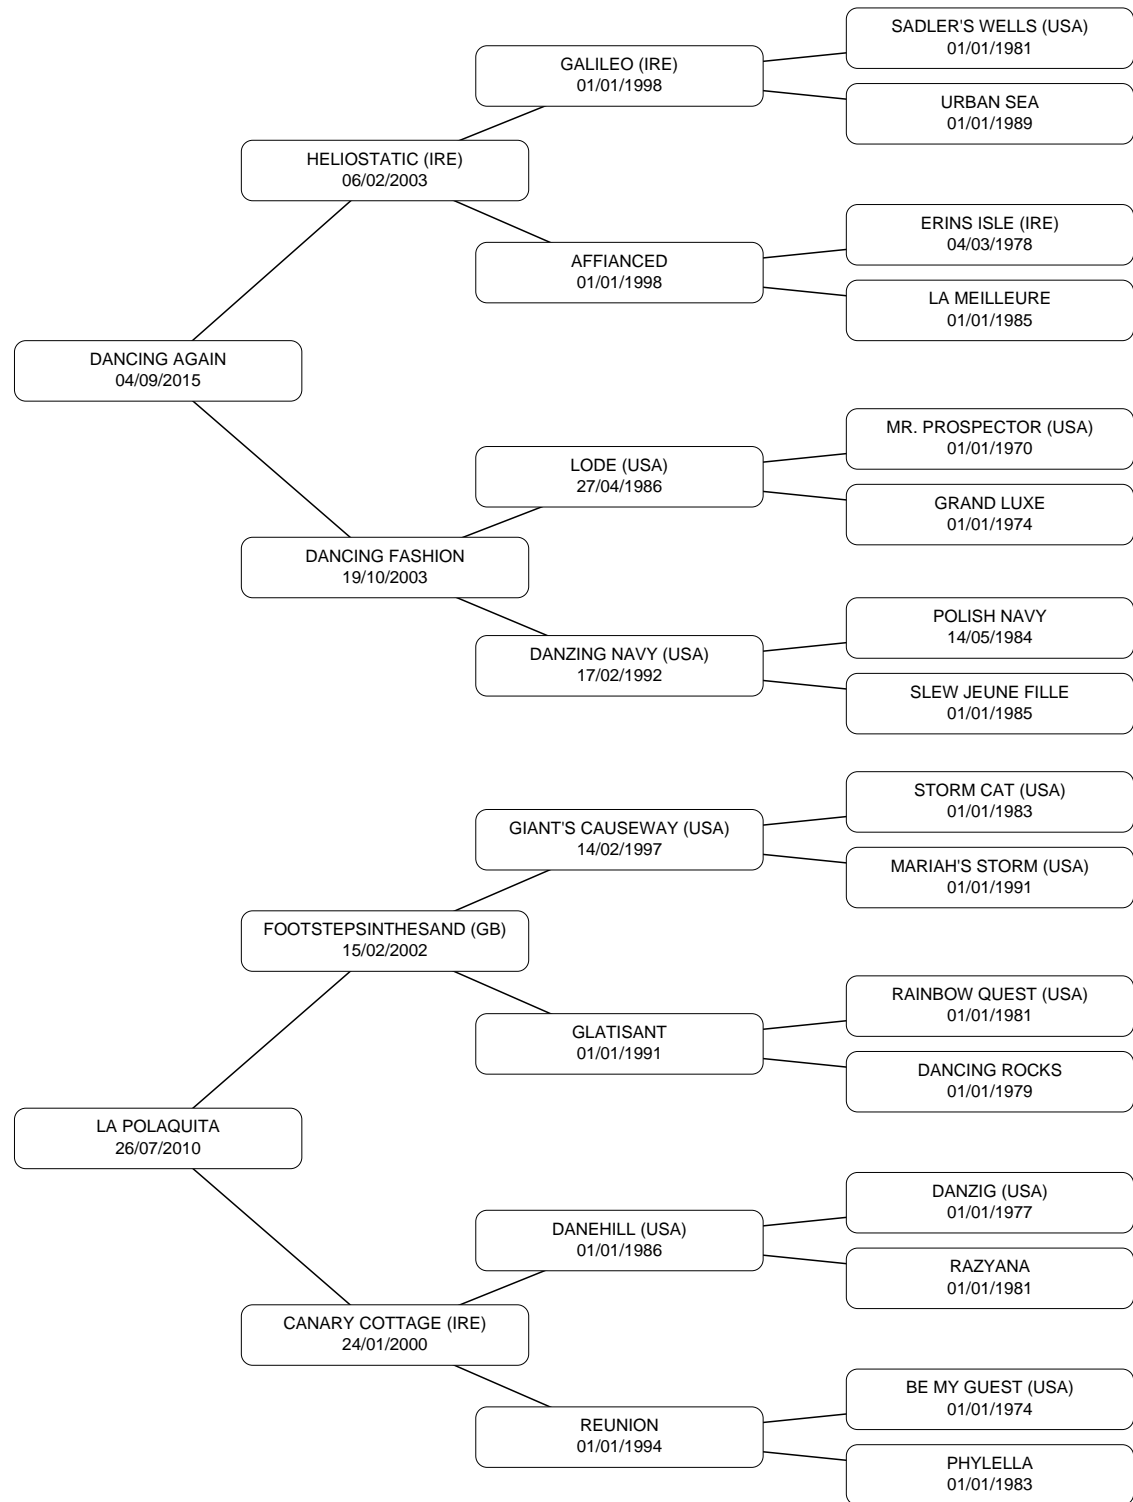 SADLER'S WELLS (USA)
01/01/1981
GALILEO (IRE)
01/01/1998
URBAN SEA
01/01/1989
HELIOSTATIC (IRE)
06/02/2003
ERINS ISLE (IRE)
04/03/1978
AFFIANCED
01/01/1998
LA MEILLEURE
01/01/1985
DANCING AGAIN
04/09/2015
MR. PROSPECTOR (USA)
01/01/1970
LODE (USA)
27/04/1986
GRAND LUXE
01/01/1974
DANCING FASHION
19/10/2003
POLISH NAVY
14/05/1984
DANZING NAVY (USA)
17/02/1992
SLEW JEUNE FILLE
01/01/1985
STORM CAT (USA)
01/01/1983
GIANT'S CAUSEWAY (USA)
14/02/1997
MARIAH'S STORM (USA)
01/01/1991
FOOTSTEPSINTHESAND (GB)
15/02/2002
RAINBOW QUEST (USA)
01/01/1981
GLATISANT
01/01/1991
DANCING ROCKS
01/01/1979
LA POLAQUITA
26/07/2010
DANZIG (USA)
01/01/1977
DANEHILL (USA)
01/01/1986
RAZYANA
01/01/1981
CANARY COTTAGE (IRE)
24/01/2000
BE MY GUEST (USA)
01/01/1974
REUNION
01/01/1994
PHYLELLA
01/01/1983